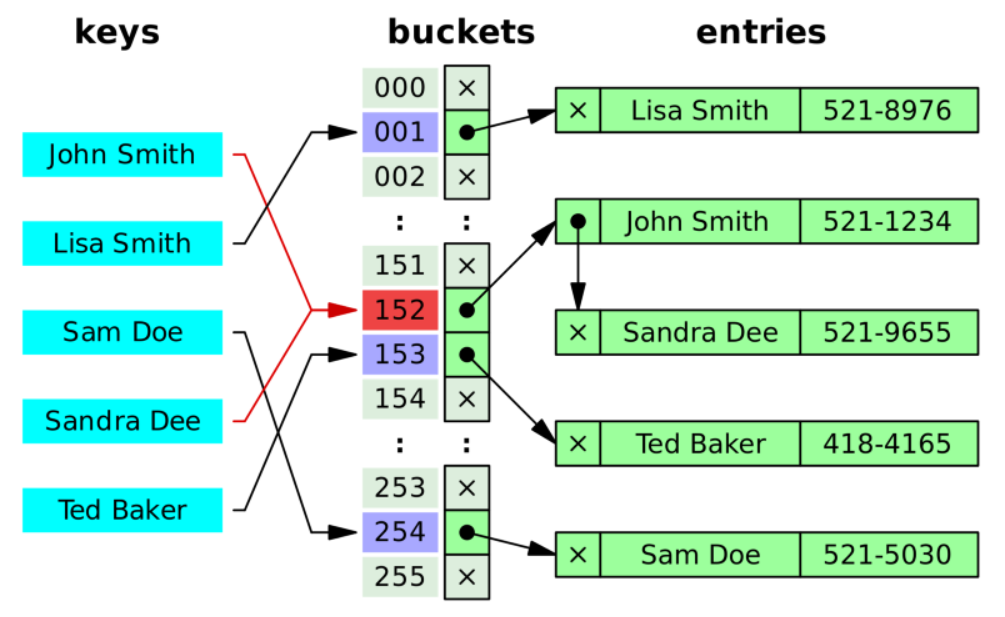 keys
buckets
entries
John Smith
Lisa Smith
Sam Doe
Sandra Dee
Ted Baker
000 ×
001
002 ×
: :
151 ×
152
153
154 ×
: :
253 ×
254
255 ×
× Lisa Smith 521-8976
John Smith 521-1234
× Sandra Dee 521-9655
× Ted Baker 418-4165
× Sam Doe 521-5030